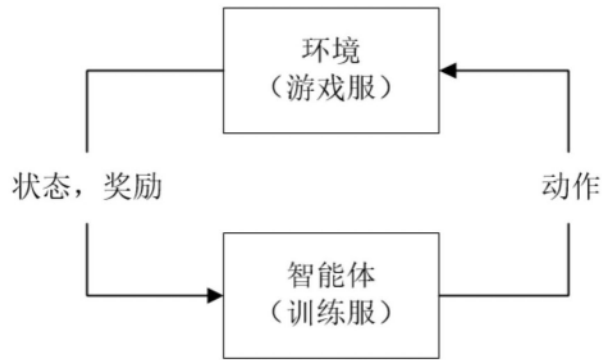 环境
（游戏服）
状态，奖励
动作
智能体
（训练服）